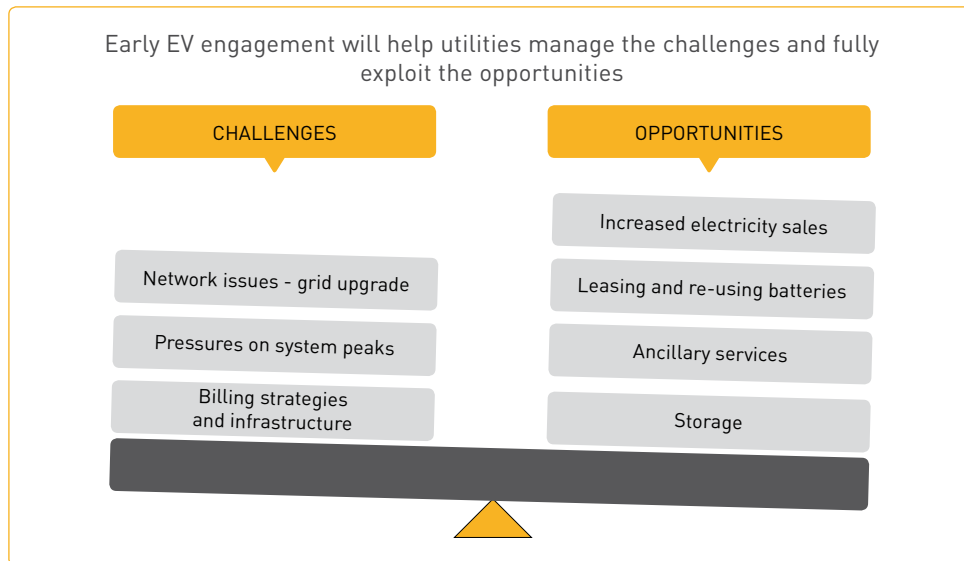 Early EV engagement will help utilities manage the challenges and fully
exploit the opportunities
CHALLENGES
Network issues - grid upgrade
Pressures on system peaks
Billing strategies
and infrastructure
OPPORTUNITIES
Increased electricity sales
Leasing and re-using batteries
Ancillary services
Storage